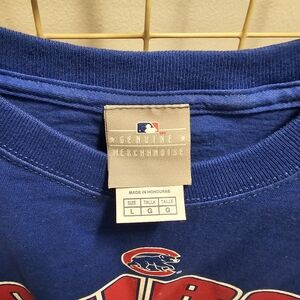 GENUINE
MERCHANDISE
MADE IN HONDURAS
SIZE TALLA TAILLE
L G G